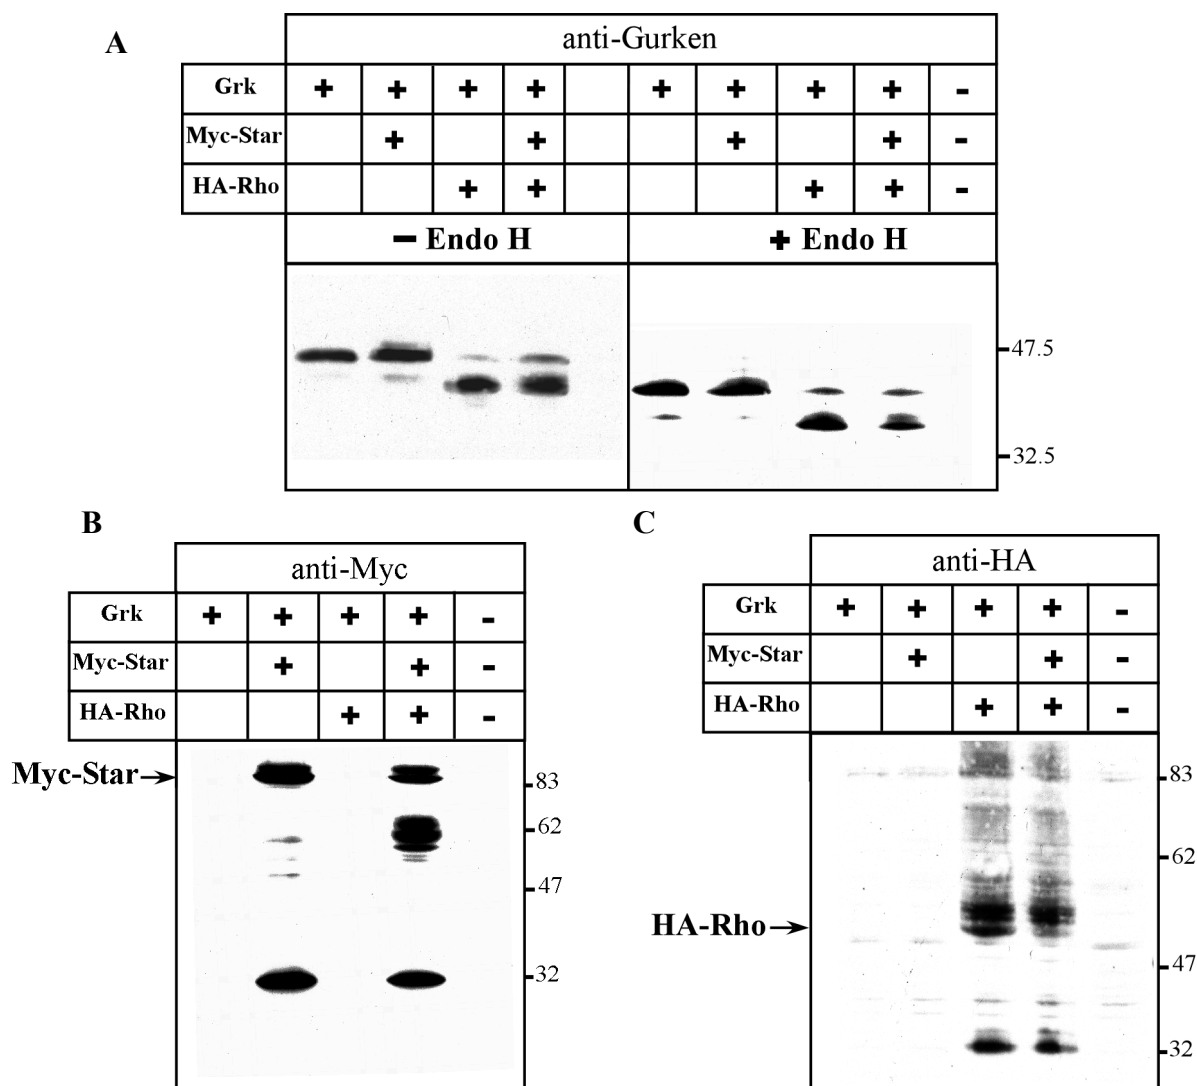 A
anti-Gurken
Grk + + + + + + + + -
Myc-Star + + + + -
HA-Rho + + + + -
- Endo H + Endo H
47.5
32.5
B
anti-Myc
Grk + + + + -
Myc-Star + + -
HA-Rho + + -
Myc-Star
83
62
47
32
C
anti-HA
Grk + + + + -
Myc-Star + + -
HA-Rho + + -
HA-Rho
83
62
47
32